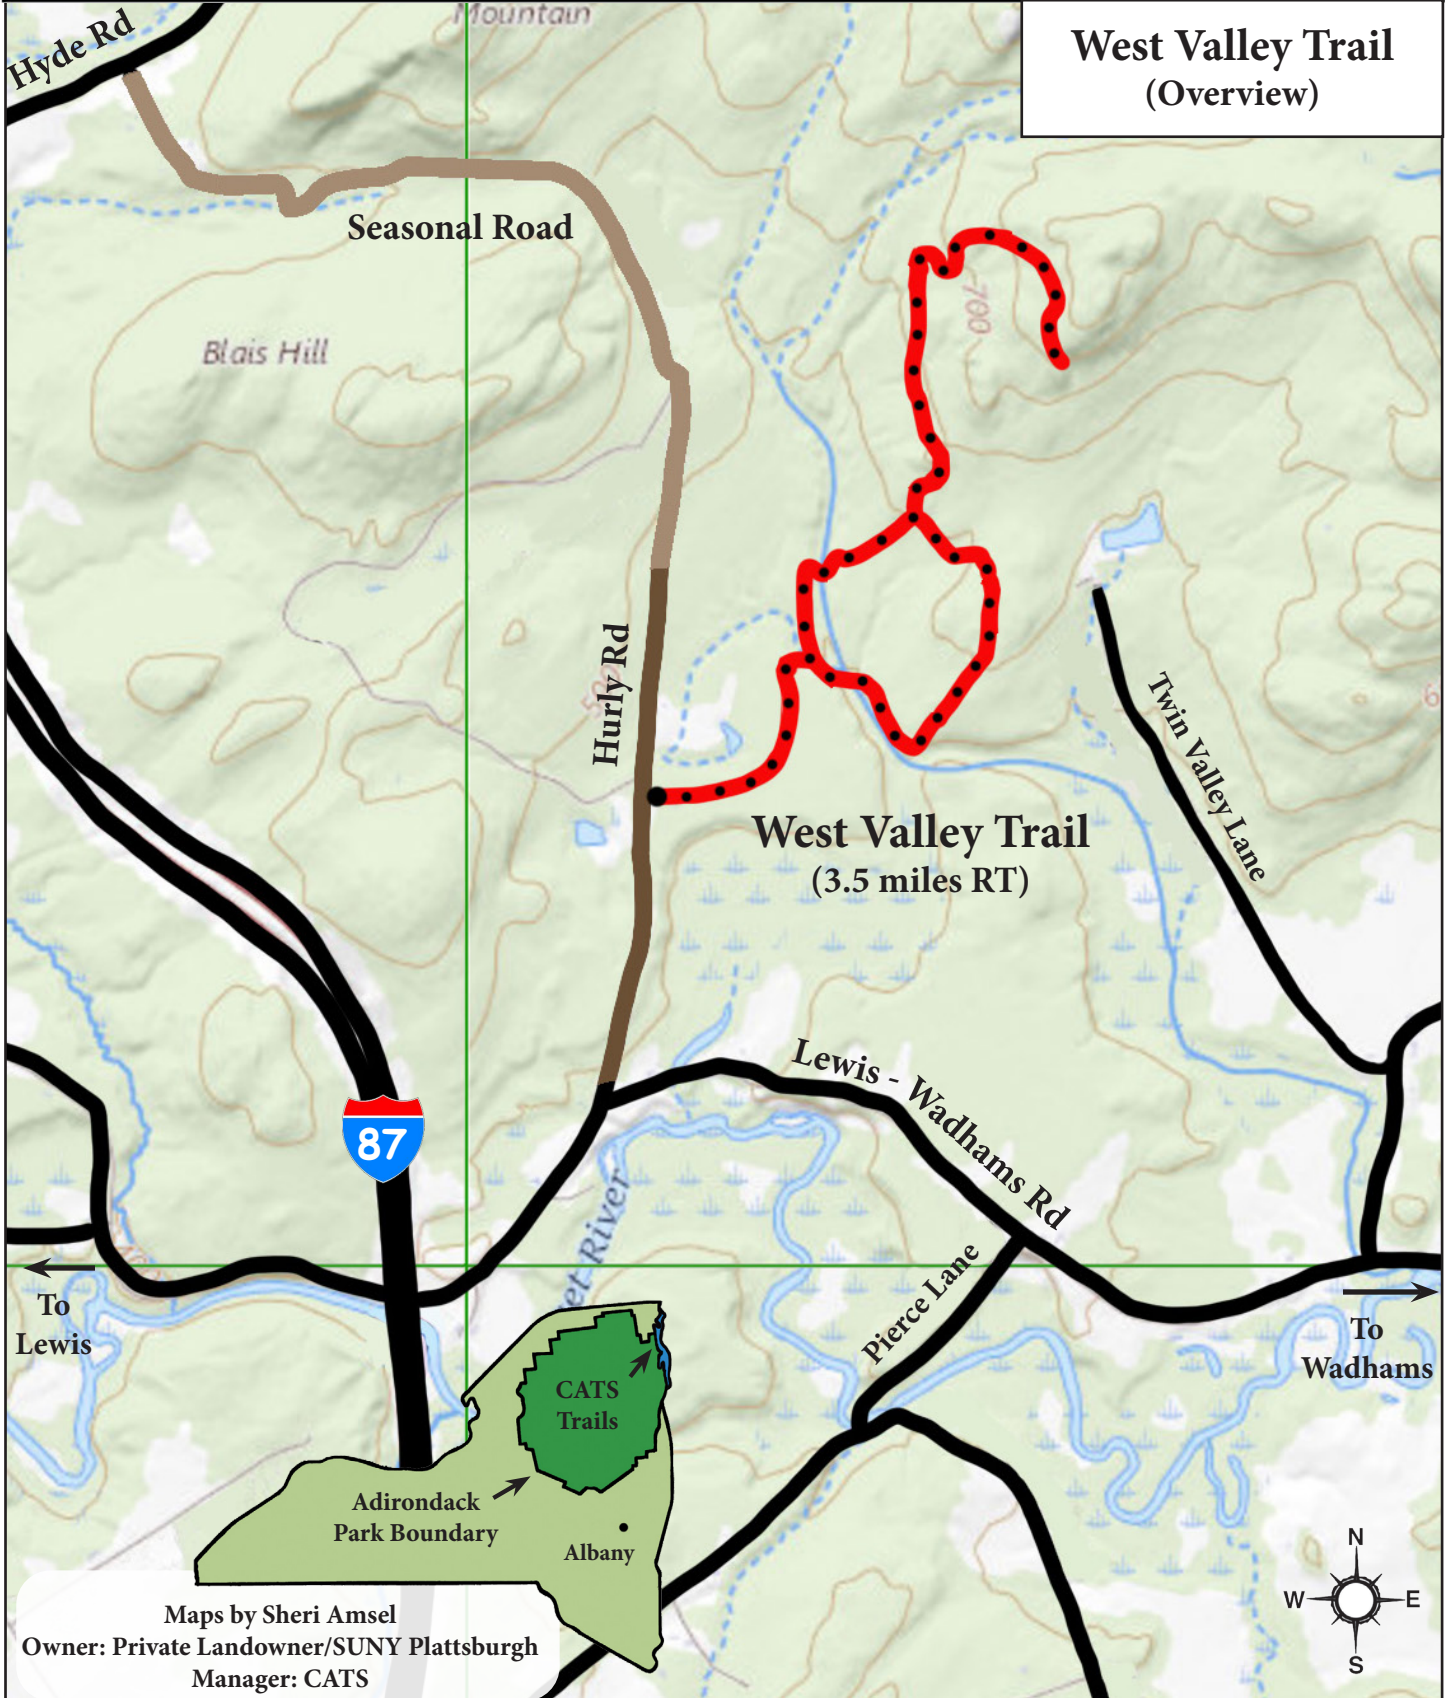 Mountain
Hyde Rd
West Valley Trail
(Overview)
Seasonal Road
700
Blais Hill
Hurly Rd
Twin Valley Lane
6
West Valley Trail
(3.5 miles RT)
Lewis - Wadhams Rd
87
Pierce Lane
et River
To
Lewis
To
Wadhams
CATS
Trails
Adirondack
Park Boundary
Albany
N
W E
S
Maps by Sheri Amsel
Owner: Private Landowner/SUNY Plattsburgh
Manager: CATS